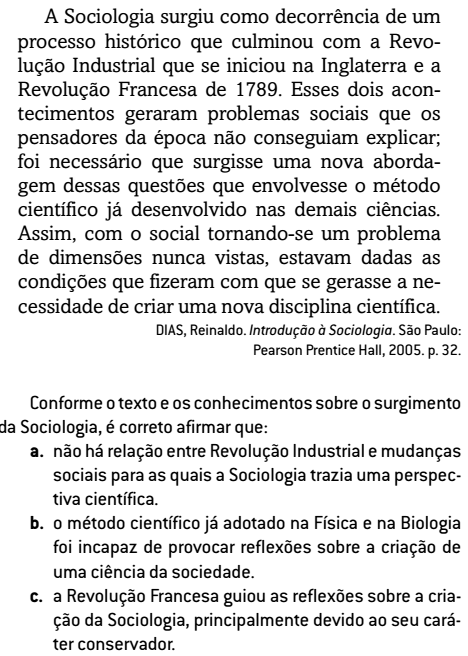 A Sociologia surgiu como decorrência de um
processo histórico que culminou com a Revo-
lução Industrial que se iniciou na Inglaterra e a
Revolução Francesa de 1789. Esses dois acon-
tecimentos geraram problemas sociais que os
pensadores da época não conseguiam explicar;
foi necessário que surgisse uma nova aborda-
gem dessas questões que envolvesse o método
científico já desenvolvido nas demais ciências.
Assim, com o social tornando-se um problema
de dimensões nunca vistas, estavam dadas as
condições que fizeram com que se gerasse a ne-
cessidade de criar uma nova disciplina científica.
DIAS, Reinaldo. Introdução à Sociologia. São Paulo:
Pearson Prentice Hall, 2005. p. 32.
Conforme o texto e os conhecimentos sobre o surgimento
da Sociologia, é correto afirmar que:
a. não há relação entre Revolução Industrial e mudanças
sociais para as quais a Sociologia trazia uma perspec-
tiva científica.
b. o método científico já adotado na Física e na Biologia
foi incapaz de provocar reflexões sobre a criação de
uma ciência da sociedade.
c. a Revolução Francesa guiou as reflexões sobre a cria-
ção da Sociologia, principalmente devido ao seu cará-
ter conservador.